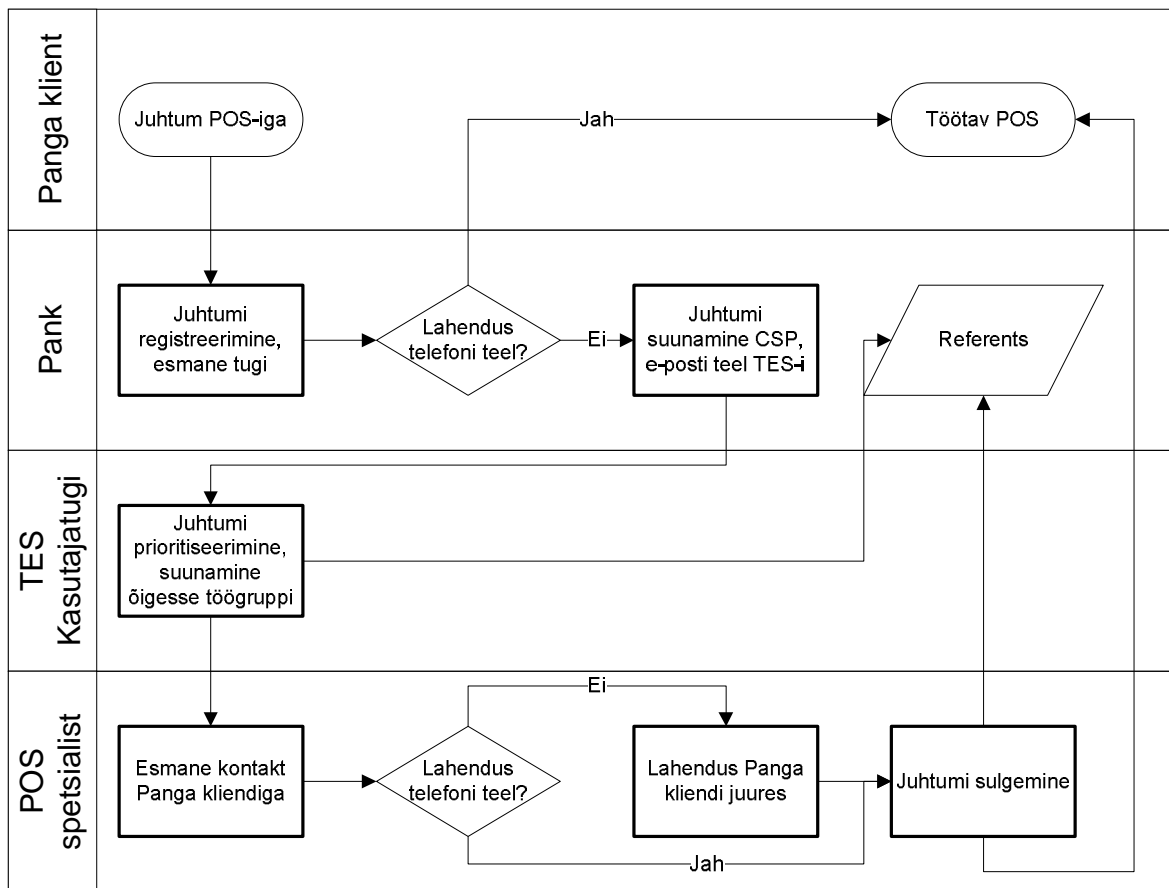 Panga klient
Juhtum POS-iga
Jah
Töötav POS
Pank
Juhtumi
registreerimine,
esmane tugi
Lahendus
telefoni teel?
Ei
Juhtumi
suunamine CSP,
e-posti teel TES-i
Referents
TES
Kasutajatugi
Juhtumi
prioritiseerimine,
suunamine
õigesse töögruppi
POS
spetsialist
Esmane kontakt
Panga kliendiga
Lahendus
telefoni teel?
Ei
Lahendus Panga
kliendi juures
Jah
Juhtumi sulgemine